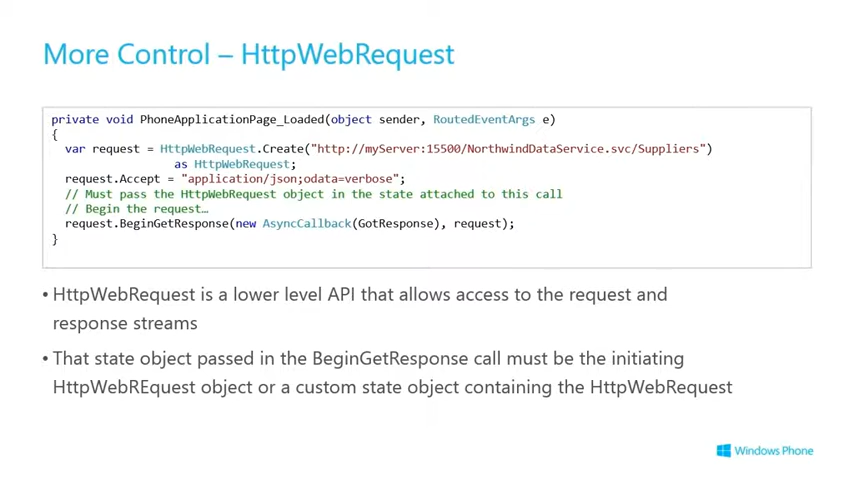 More Control – HttpWebRequest
private void PhoneApplicationPage_Loaded(object sender, RoutedEventArgs e)
{
var request = HttpWebRequest.Create("http://myServer:15500/NorthwindDataService.svc/Suppliers")
as HttpWebRequest;
request.Accept = "application/json;odata=verbose";
// Must pass the HttpWebRequest object in the state attached to this call
// Begin the request…
request.BeginGetResponse(new AsyncCallback(GotResponse), request);
}
• HttpWebRequest is a lower level API that allows access to the request and
response streams
• That state object passed in the BeginGetResponse call must be the initiating
HttpWebREquest object or a custom state object containing the HttpWebRequest
Windows Phone